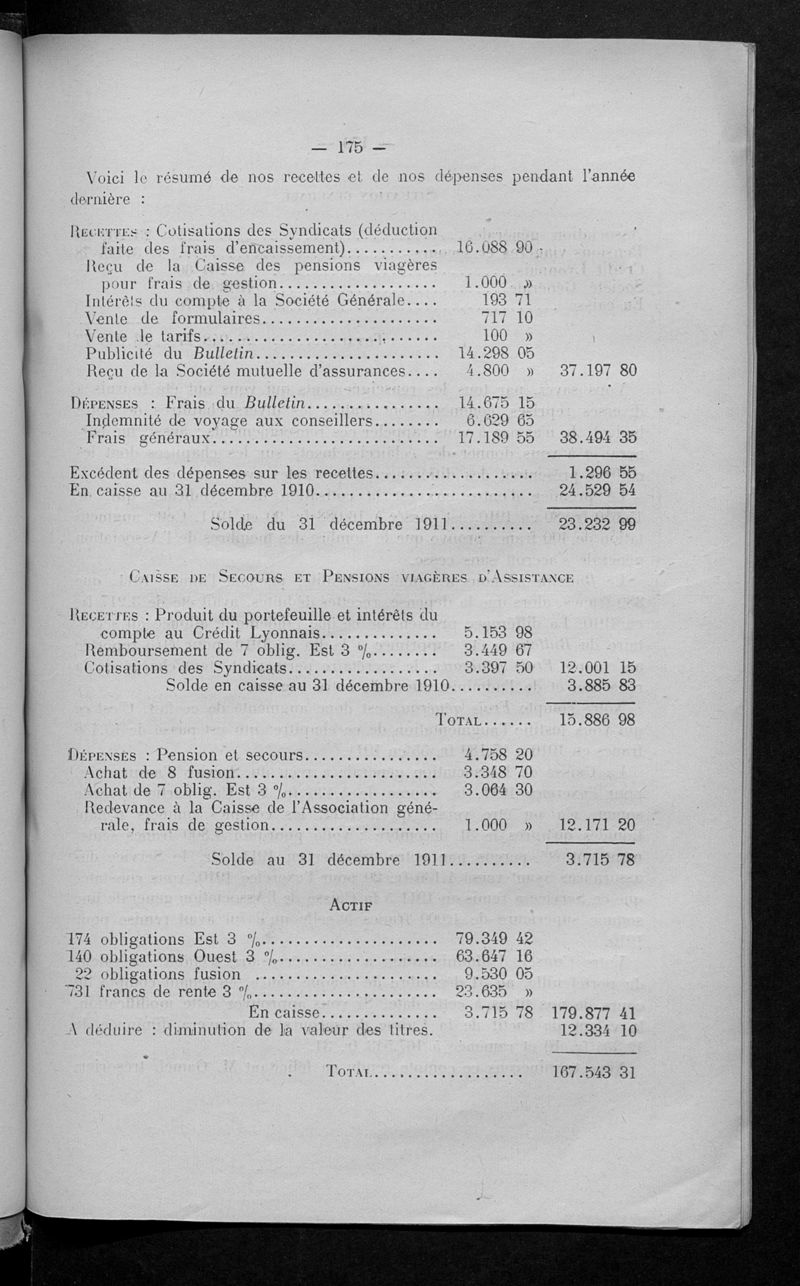 — 175 —
Voici le résumé de nos recettes et de nos dépenses pendant l'année
dernière :
RECETTES : Cotisations des Syndicats (déduction
faite des frais d'encaissement)........... 16.088 90
Reçu de la Caisse des pensions viagères
pour frais de gestion................... 1.000 »
Intérêts du compte à la Société Générale.... 193 71
Vente de formulaires..................... 717 10
Vente de tarifs............................ 100 »
Publicité du Bulletin...................... 14.298 05
Reçu de la Société mutuelle d'assurances.... 4.800 » 37.197 80
DÉPENSES : Frais du Bulletin................ 14.675 15
Indemnité de voyage aux conseillers........ 6.629 65
Frais généraux........................... 17.189 55 38.494 35
Excédent des dépenses sur les recettes................... 1.296 55
En caisse au 31 décembre 1910.......................... 24.529 54
Solde du 31 décembre 1911.......... 23.232 99
CAISSE DE SECOURS ET PENSIONS VIAGÈRES D'ASSISTANCE
RECETTES : Produit du portefeuille et intérêts du
compte au Crédit Lyonnais.............. 5.153 98
Remboursement de 7 oblig. Est 3 %........ 3.449 67
Cotisations des Syndicats.................. 3.397 50 12.001 15
Solde en caisse au 31 décembre 1910.......... 3.885 83
TOTAL...... 15.886 98
DÉPENSES : Pension et secours................ 4.758 20
Achat de 8 fusion........................ 3.348 70
Achat de 7 oblig. Est 3 %.................. 3.064 30
Redevance à la Caisse de l'Association géné-
rale, frais de gestion.................... 1.000 » 12.171 20
Solde au 31 décembre 1911.......... 3.715 78
ACTIF
174 obligations Est 3 %..................... 79.349 42
140 obligations Ouest 3 %................... 63.647 16
22 obligations fusion ...................... 9.530 05
731 francs de rente 3 %...................... 23.635 »
En caisse.............. 3.715 78 179.877 41
A déduire : diminution de la valeur des titres. 12.334 10
TOTAL................... 167.543 31